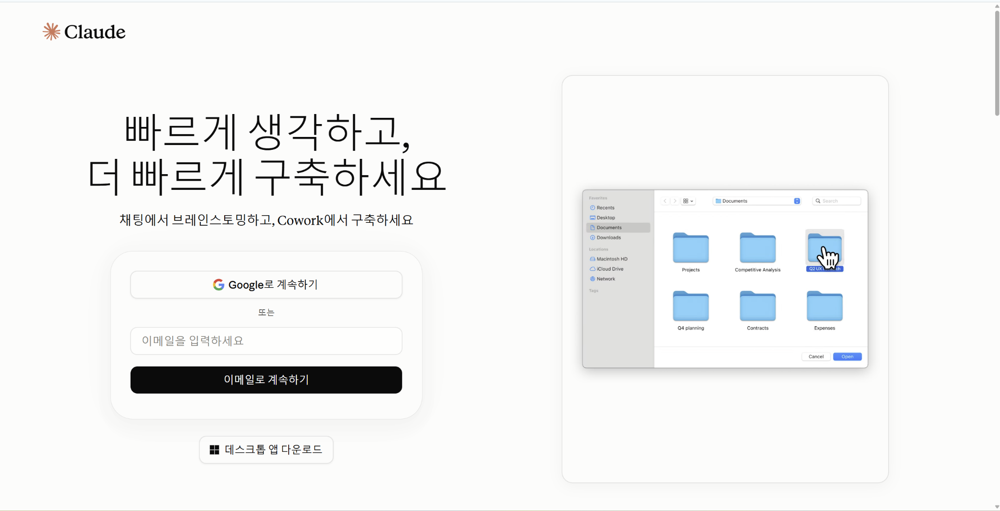 Claude
빠르게 생각하고,
더 빠르게 구축하세요
채팅에서 브레인스토밍하고, Cowork에서 구축하세요
Google로 계속하기
또는
이메일을 입력하세요
이메일로 계속하기
데스크톱 앱 다운로드
Favorites
Recents
Desktop
Documents
Downloads
Locations
Macintosh HD
iCloud Drive
Network
Tags
Documents
Search
Projects
Competitive Analysis
Q2 UX
Q4 planning
Contracts
Expenses
Cancel
Open